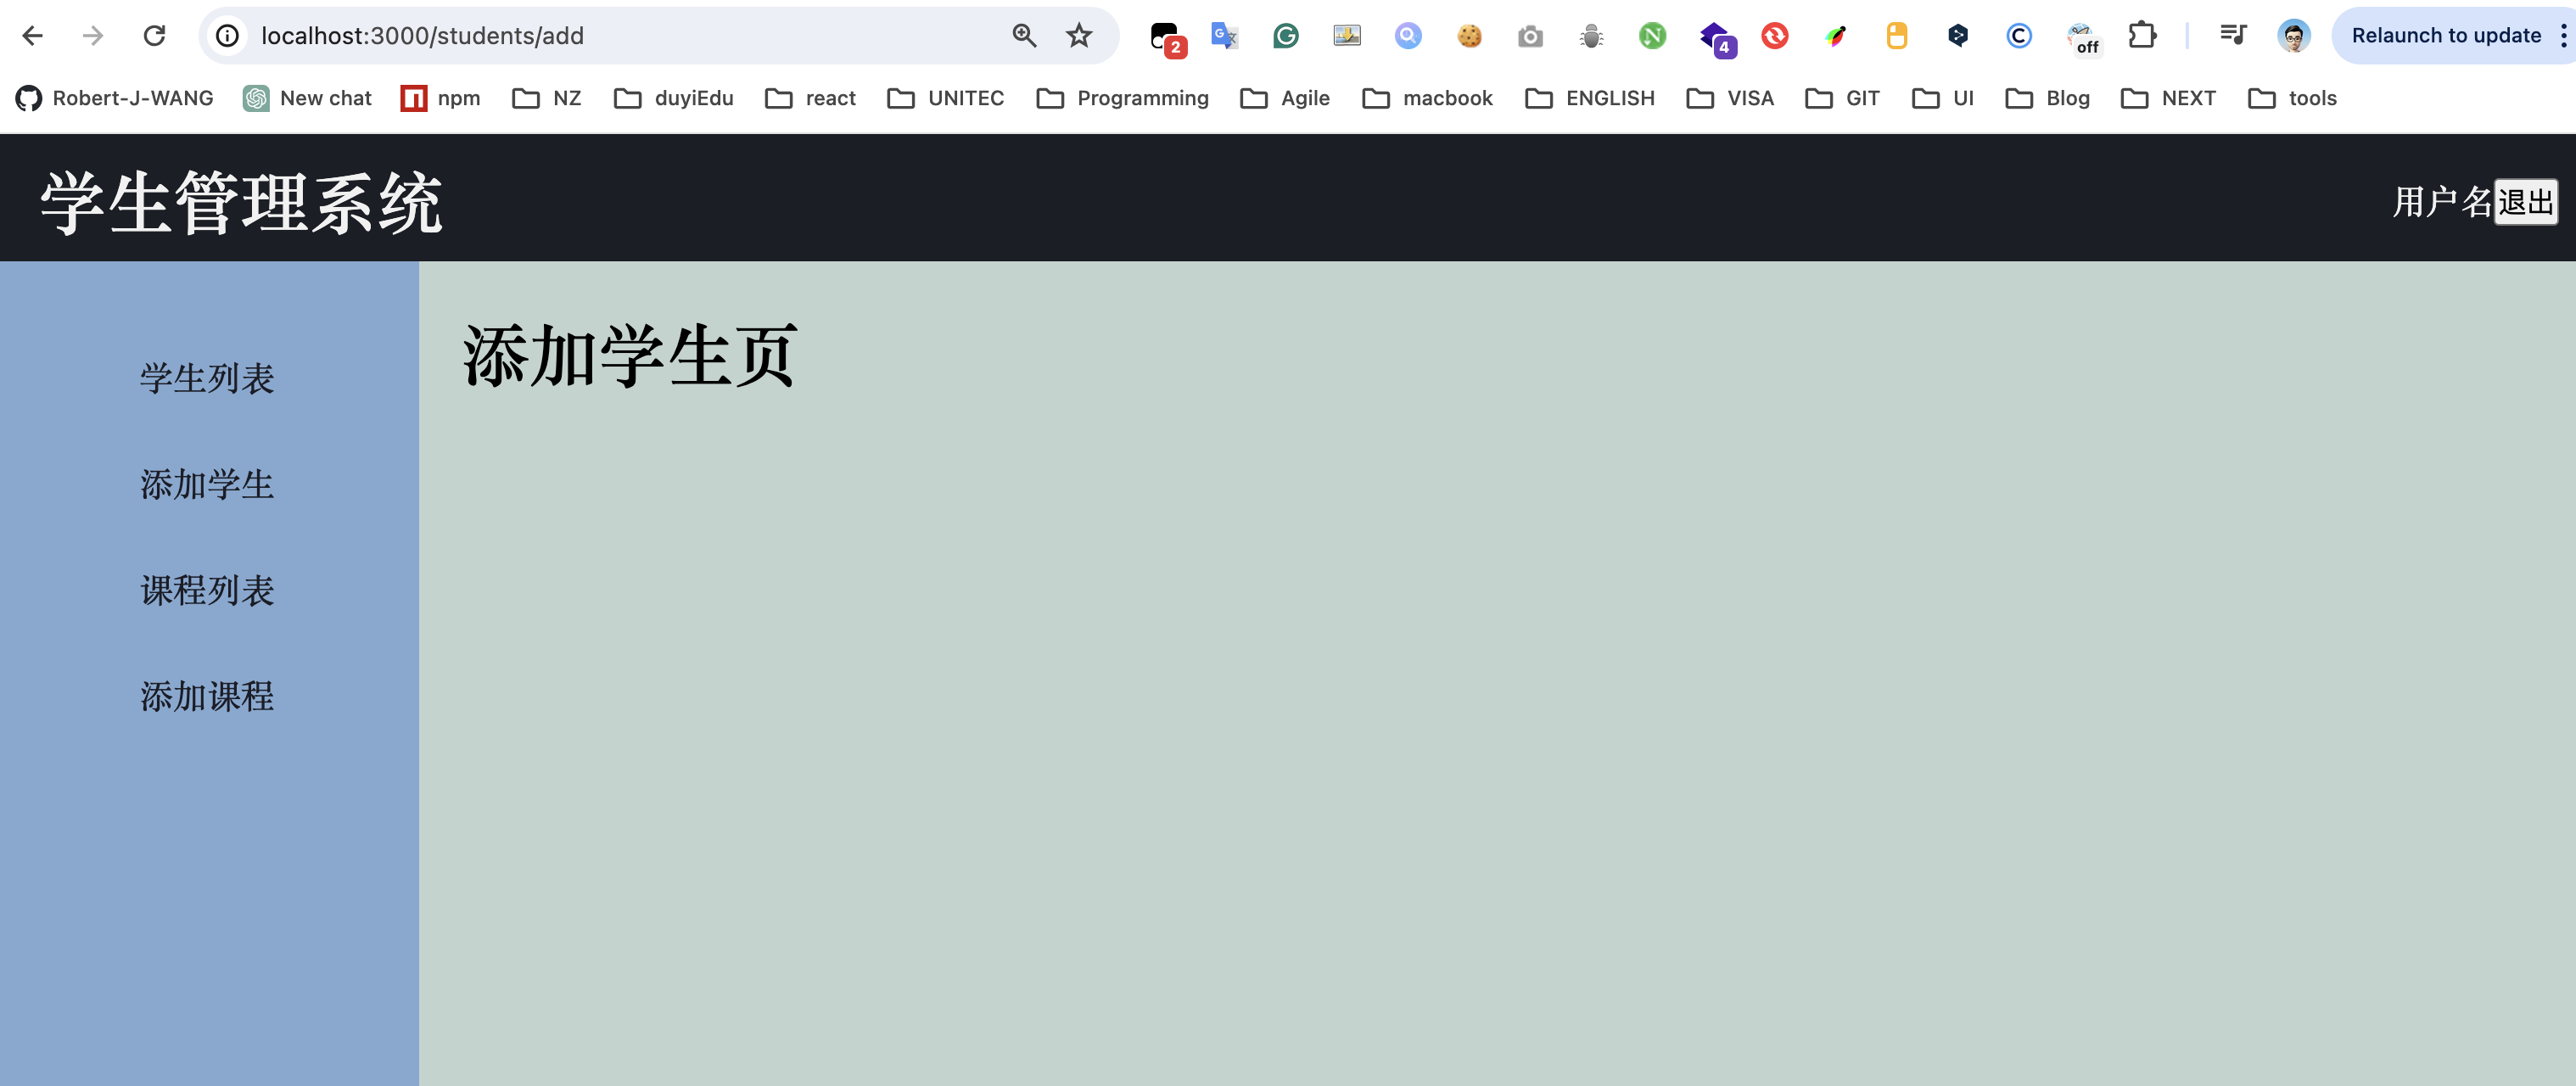 localhost:3000/students/add
2
4
off
Relaunch to update
Robert-J-WANG New chat npm NZ duyiEdu react UNITEC Programming Agile macbook ENGLISH VISA GIT UI Blog NEXT tools
学生管理系统
用户名 退出
添加学生页
学生列表
添加学生
课程列表
添加课程